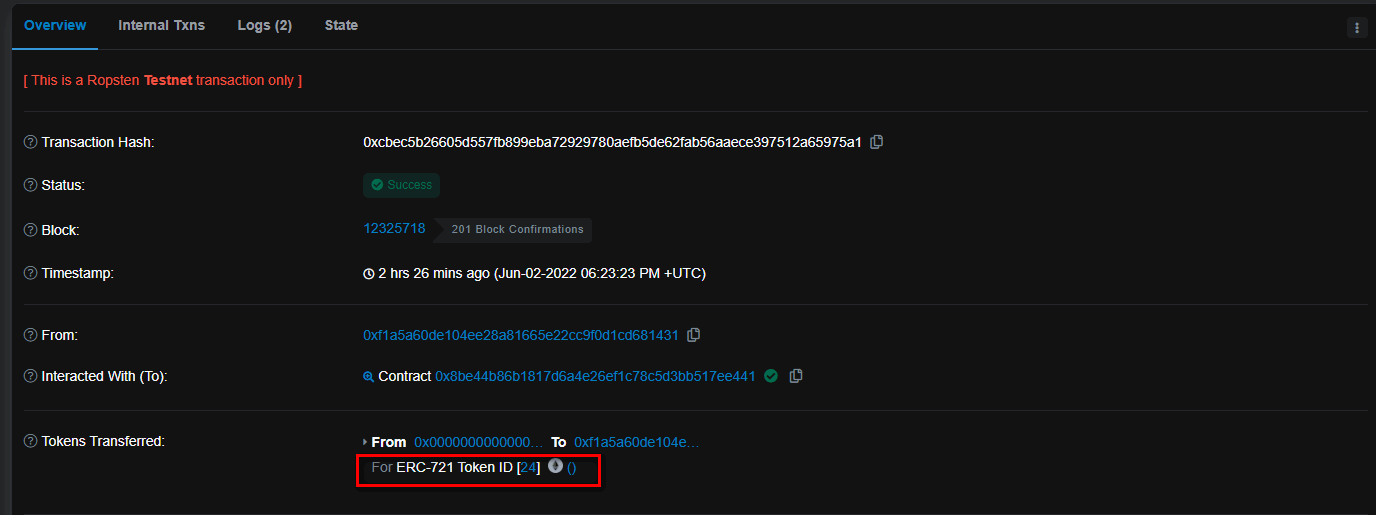 Overview Internal Txns Logs (2) State
[ This is a Ropsten Testnet transaction only ]
Transaction Hash: 0xcbec5b26605d557fb899eba72929780aefb5de62fab56aaece397512a65975a1
Status: Success
Block: 12325718 201 Block Confirmations
Timestamp: 2 hrs 26 mins ago (Jun-02-2022 06:23:23 PM +UTC)
From: 0xf1a5a60de104ee28a81665e22cc9f0d1cd681431
Interacted With (To): Contract 0x8be44b86b1817d6a4e26ef1c78c5d3bb517ee441
Tokens Transferred: From 0x0000000000000... To 0xf1a5a60de104e...
For ERC-721 Token ID [24] ()